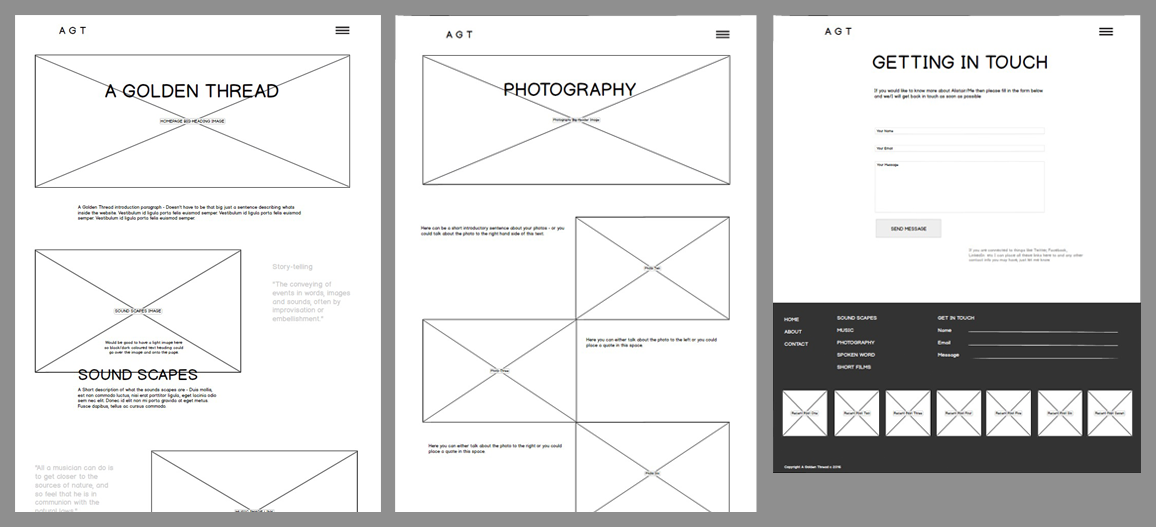 AGT
A GOLDEN THREAD
HOMEPAGE BIG HEADING IMAGE
A Golden Thread introduction paragraph - Doesn't have to be that big just a sentence describing whats
inside the website. Vestibulum id ligula porta felis euismod semper. Vestibulum id ligula porta felis euismod
semper. Vestibulum id ligula porta felis euismod semper.
SOUND SCAPES IMAGE
Would be good to have a light image here
so black/dark coloured text heading could
go over the image and onto the page
SOUND SCAPES
A Short description of what the sounds scapes are - Duis mollis,
est non commodo luctus, nisi erat porttitor ligula, eget lacinia odio
sem nec elit. Donec id elit non mi porta gravida at eget metus.
Fusce dapibus, tellus ac cursus commodo
Story-telling
"The conveying of
events in words, images
and sounds, often by
improvisation or
embellishment."
"All a musician can do is
to get closer to the
sources of nature, and
so feel that he is in
communion with the
natural laws."
AGT
PHOTOGRAPHY
Photography Big Header Image
Here can be a short introductory sentence about your photos - or you
could talk about the photo to the right hand side of this text.
Photo Two
Photo Three
Here you can either talk about the photo to the left or you could
place a quote in this space
Here you can either talk about the photo to the right or you could
place a quote in this space.
Photo
AGT
GETTING IN TOUCH
If you would like to know more about Alistair/Me then please fill in the form below
and we'll will get back in touch as soon as possible
Your Name
Your Email
Your Message
SEND MESSAGE
If you are connected to things like Twitter, Facebook,
LinkedIn etc I can place all these links here to and any other
contact info you may have, just let me know
HOME
ABOUT
CONTACT
SOUND SCAPES
MUSIC
PHOTOGRAPHY
SPOKEN WORD
SHORT FILMS
GET IN TOUCH
Name
Email
Message
Recent Post One
Recent Post Two
Recent Post Three
Recent Post Four
Recent Post Five
Recent Post Six
Recent Post Seven
Copyright A Golden Thread